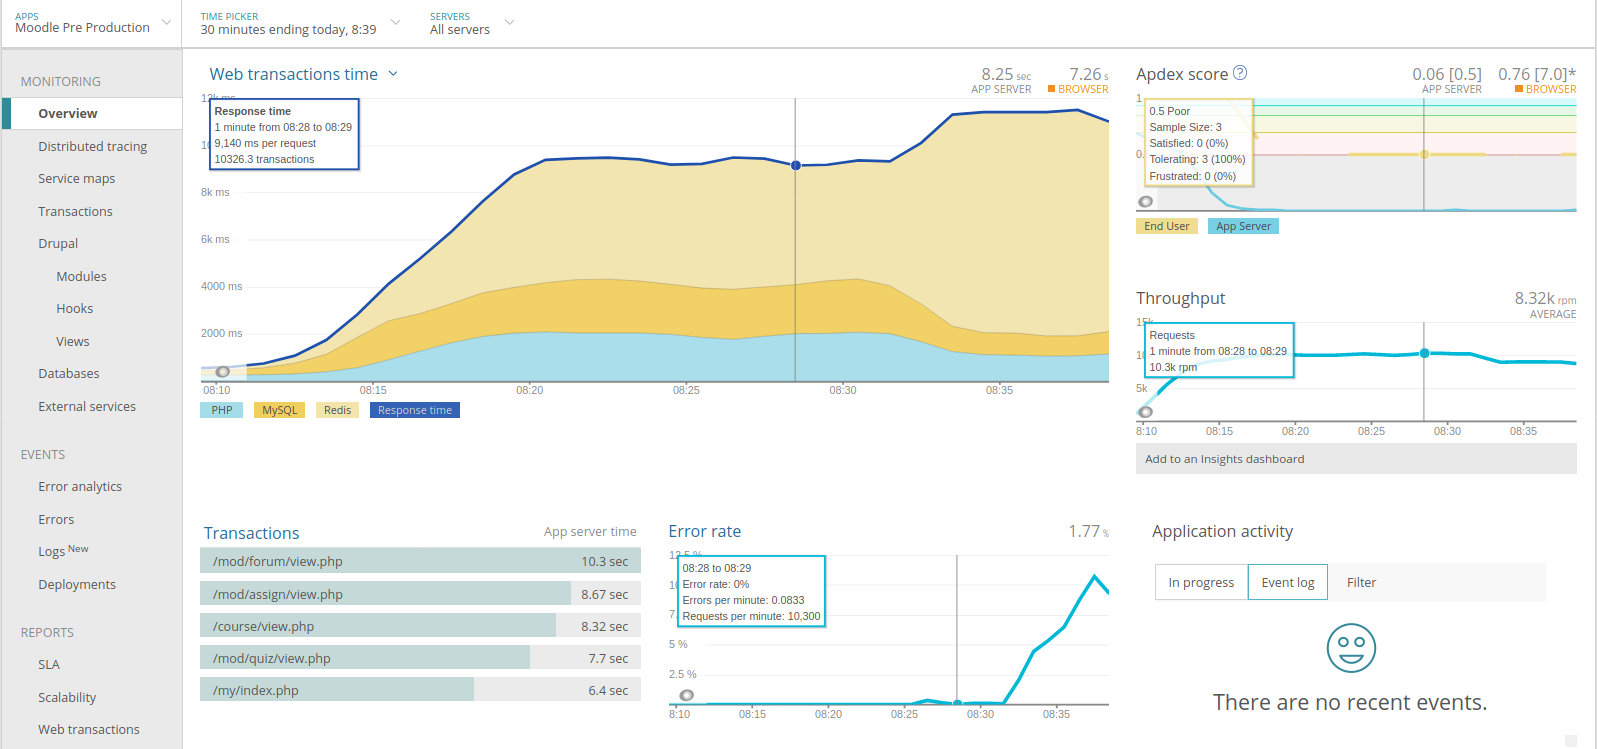 APPS
Moodle Pre Production
TIME PICKER
30 minutes ending today, 8:39
SERVERS
All servers
MONITORING
Overview
Distributed tracing
Service maps
Transactions
Drupal
Modules
Hooks
Views
Databases
External services
EVENTS
Error analytics
Errors
Logs New
Deployments
REPORTS
SLA
Scalability
Web transactions
Web transactions time
8.25 sec
APP SERVER
7.26 s
BROWSER
Response time
1 minute from 08:28 to 08:29
9,140 ms per request
10326.3 transactions
8k ms
6k ms
4000 ms
2000 ms
08:10 08:15 08:20 08:25 08:30 08:35
PHP MySQL Redis Response time
Apdex score ?
0.06 [0.5]
APP SERVER
0.76 [7.0]*
BROWSER
1
0.5 Poor
Sample Size: 3
Satisfied: 0 (0%)
Tolerating: 3 (100%)
Frustrated: 0 (0%)
End User App Server
Throughput
8.32k rpm
AVERAGE
15k
Requests
1 minute from 08:28 to 08:29
10.3k rpm
5k
8:10 08:15 08:20 08:25 08:30 08:35
Add to an Insights dashboard
Transactions App server time
/mod/forum/view.php 10.3 sec
/mod/assign/view.php 8.67 sec
/course/view.php 8.32 sec
/mod/quiz/view.php 7.7 sec
/my/index.php 6.4 sec
Error rate 1.77 %
08:28 to 08:29
Error rate: 0%
Errors per minute: 0.0833
Requests per minute: 10,300
5 %
2.5 %
8:10 08:15 08:20 08:25 08:30 08:35
Application activity
In progress Event log Filter
There are no recent events.